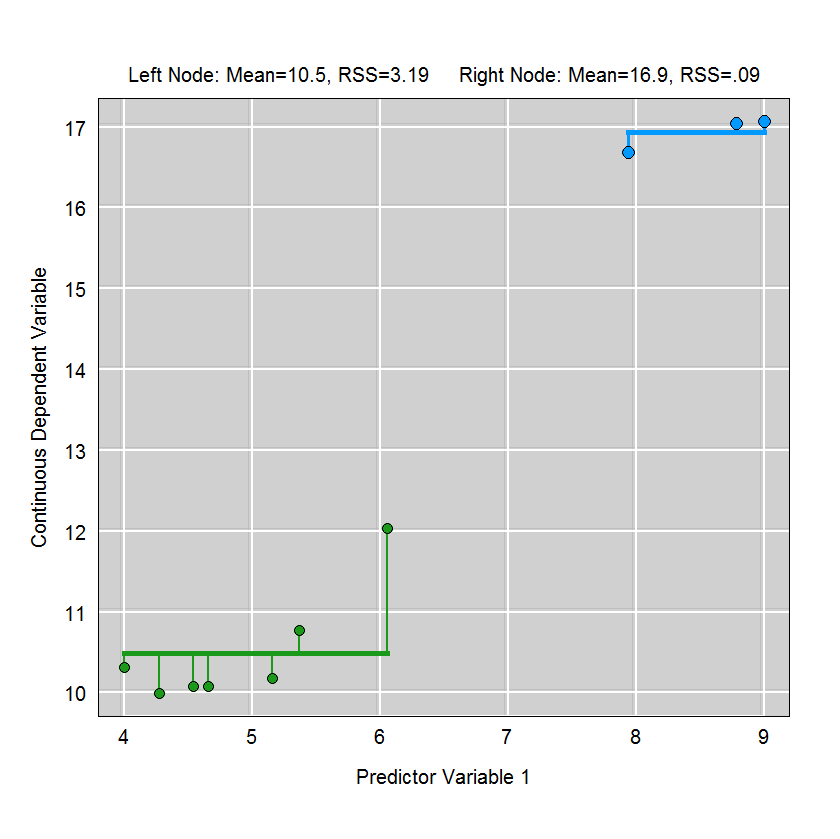 Left Node: Mean=10.5, RSS=3.19 Right Node: Mean=16.9, RSS=.09
17
16
15
14
13
12
11
10
Continuous Dependent Variable
4 5 6 7 8 9
Predictor Variable 1